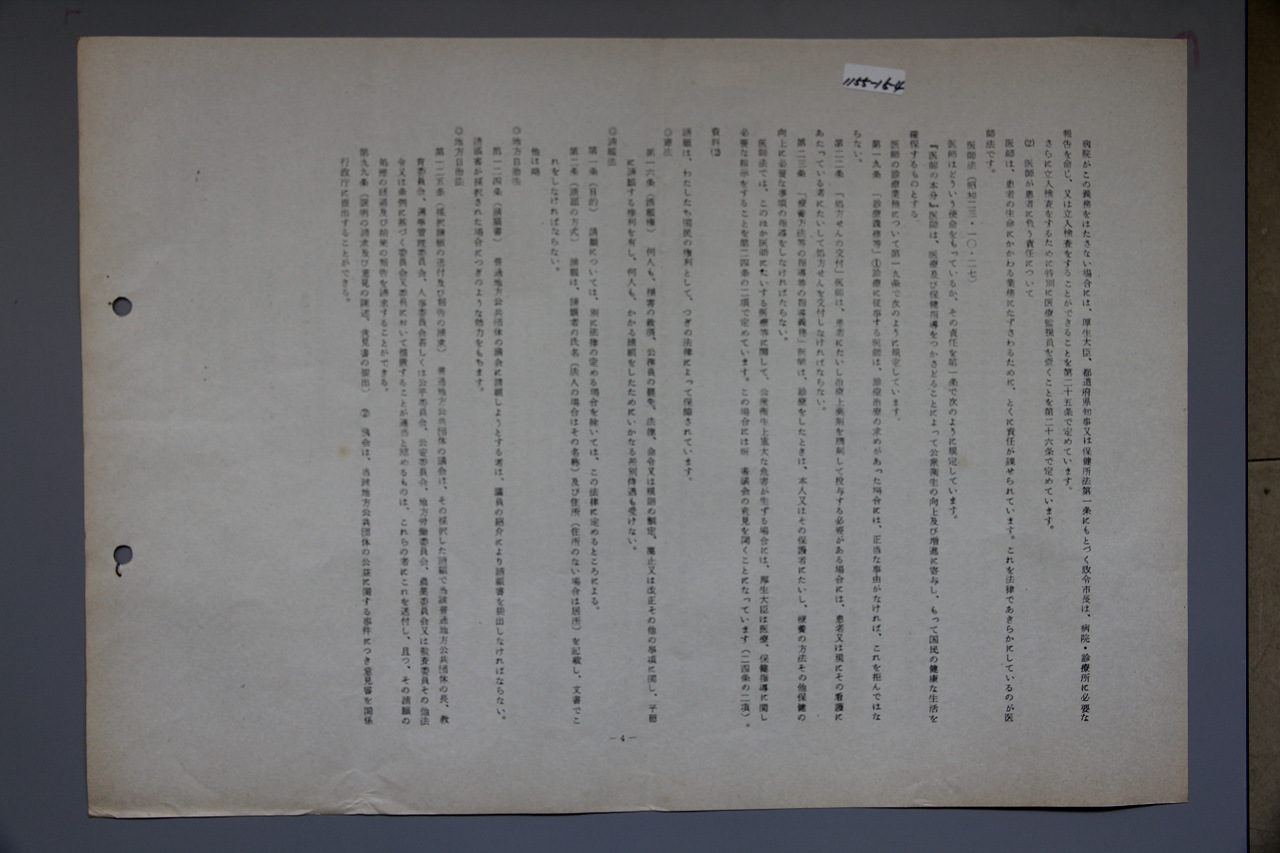 1155-16-4
病院がこの義務をはたさない場合には、厚生大臣、都道府県知事又は保健所法第一条にもとづく政令市長は、病院・診療所に必要な
報告を命じ、又は立入検査をすることができることを第二十五条で定めています。
さらに立入検査をするために特別に医療監視員を置くことを第二十六条で定めています。
(2) 医師が患者に負う責任について
医師は、患者の生命にかかわる業務にたずさわるために、とくに責任が課せられています。これを法律であきらかにしているのが医
師法です。
医師法(昭和二三・一〇・二七)
医師はどういう使命をもっているか、その責任を第一条で次のように規定しています。
『医師の本分』医師は、医療及び保健指導をつかさどることによって公衆衛生の向上及び増進に寄与し、もって国民の健康な生活を
確保するものとする。
医師の診療業務について第一九条で次のように規定しています。
第一九条 「診療義務等」①診療に従事する医師は、診療治療の求めがあった場合には、正当な事由がなければ、これを拒んではな
らない。
第二二条 「処方せんの交付」医師は、患者にたいし治療上薬剤を調剤して投与する必要がある場合には、患者又は現にその看護に
あたっている者にたいして処方せんを交付しなければならない。
第二三条 「療養方法等の指導義務」医師は、診療をしたときは、本人又はその保護者にたいし、療養の方法その他保健の
向上に必要な事項の指導をしなければならない。
医師法では、このほか医師にたいする医療等に関して、公衆衛生上重大な危害が生ずる場合には、厚生大臣は医療、保健指導に関し
必要な指示をすることを第二四条の二項で定めています。この場合には 審議会の意見を聞くことになっています(二四条の二項)。
資料(3)
請願は、わたしたち国民の権利として、つぎの法律によって保障されています。
◎憲法
第一六条(請願権) 何人も、損害の救済、公務員の罷免、法律、命令又は規則の制定、廃止又は改正その他の事項に関し、平穏
に請願する権利を有し、何人も、かかる請願をしたためにいかなる差別待遇も受けない。
◎請願法
第一条(目的) 請願については、別に法律の定める場合を除いては、この法律に定めるところによる。
第二条(請願の方式) 請願は、請願者の氏名(法人の場合はその名称)及び住所(住所のない場合は居所)を記載し、文書でこ
れをしなければならない。
他は略
◎地方自治法
第一二四条(請願書) 普通地方公共団体の議会に請願しようとする者は、議員の紹介により請願書を提出しなければならない。
請願書が採択された場合につぎのような効力をもちます。
◎地方自治法
第一二五条(採択請願の送付及び報告の請求) 普通地方公共団体の議会は、その採択した請願で当該普通地方公共団体の長、教
育委員会、選挙管理委員会、人事委員会若しくは公平委員会、公安委員会、地方労働委員会、農業委員会又は監査委員その他法
令又は条例に基づく委員会又は委員において措置することが適当と認めるものは、これらの者にこれを送付し、且つ、その請願の
処理の経過及び結果の報告を請求することができる。
第九九条(説明の請求及び意見の陳述、意見書の提出) ② 議会は、当該地方公共団体の公益に関する事件につき意見書を関係
行政庁に提出することができる。
— 4 —